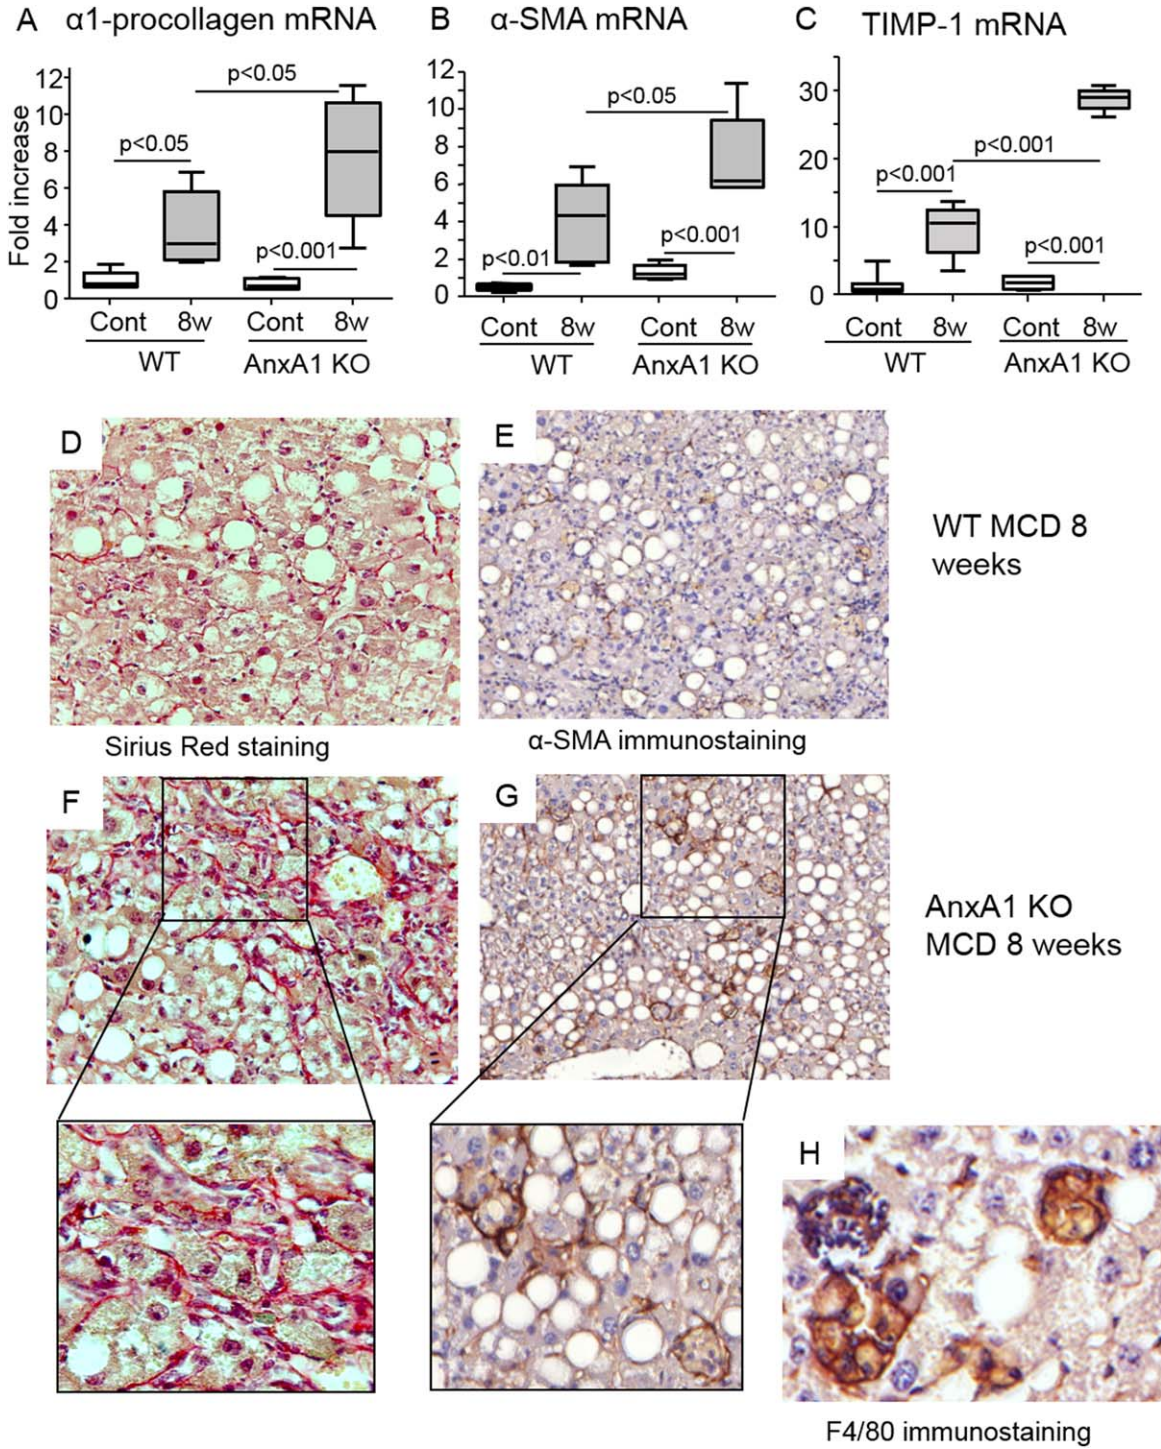 A α1-procollagen mRNA
B α-SMA mRNA
C TIMP-1 mRNA
Fold increase
12
10
8
6
4
2
0
p<0.05
p<0.05
p<0.001
Cont 8w Cont 8w
WT AnxA1 KO
12
10
8
6
4
2
0
p<0.05
p<0.01
p<0.001
Cont 8w Cont 8w
WT AnxA1 KO
30
20
10
0
p<0.001
p<0.001
p<0.001
Cont 8w Cont 8w
WT AnxA1 KO
D
E
WT MCD 8
weeks
Sirius Red staining
α-SMA immunostaining
F
G
AnxA1 KO
MCD 8 weeks
H
F4/80 immunostaining